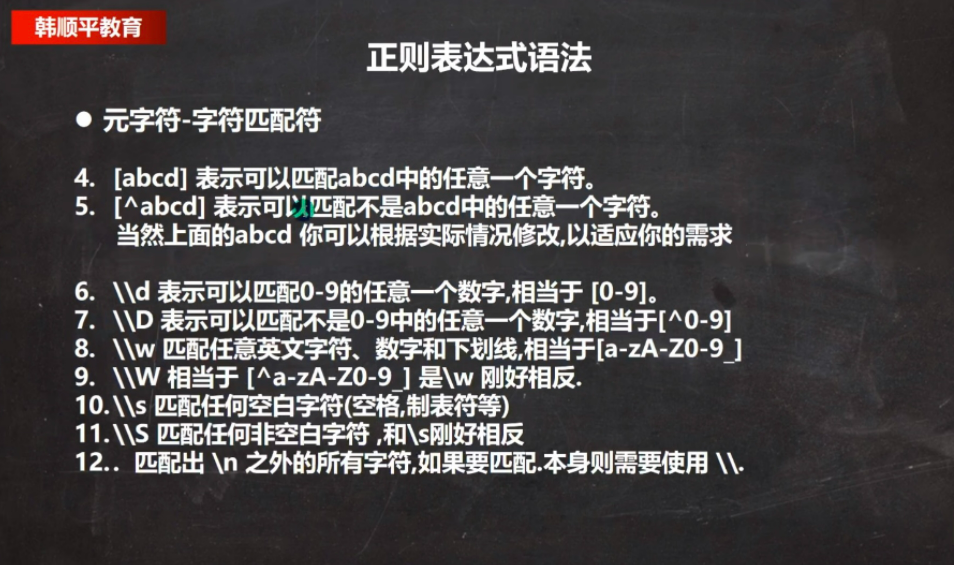 韩顺平教育
正则表达式语法
● 元字符-字符匹配符
4. [abcd] 表示可以匹配abcd中的任意一个字符。
5. [^abcd] 表示可以匹配不是abcd中的任意一个字符。
当然上面的abcd 你可以根据实际情况修改,以适应你的需求
6. \\d 表示可以匹配0-9的任意一个数字,相当于 [0-9]。
7. \\D 表示可以匹配不是0-9中的任意一个数字,相当于[^0-9]
8. \\w 匹配任意英文字符、数字和下划线,相当于[a-zA-Z0-9_]
9. \\W 相当于 [^a-zA-Z0-9_] 是\w 刚好相反.
10.\\s 匹配任何空白字符(空格,制表符等)
11.\\S 匹配任何非空白字符 ,和\s刚好相反
12.. 匹配出 \n 之外的所有字符,如果要匹配.本身则需要使用 \\.